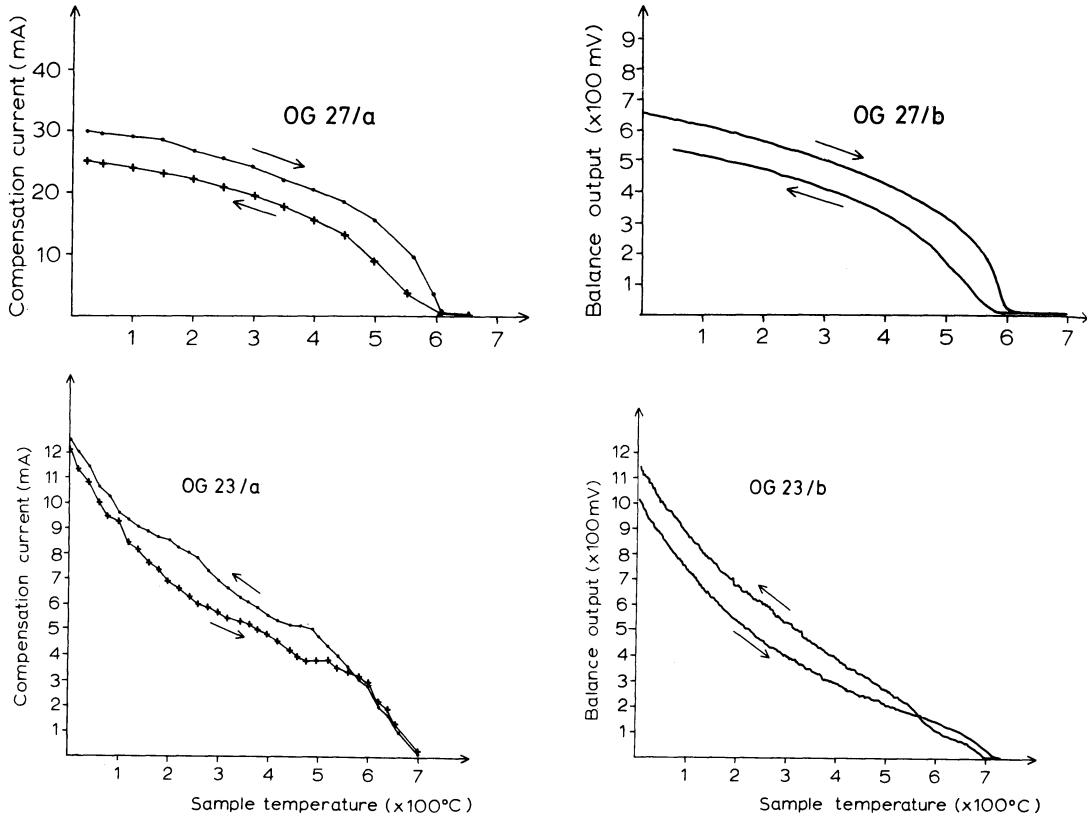 Compensation current (mA)
40
30
20
10
OG 27/a
1 2 3 4 5 6 7
Balance output (x100 mV)
9
8
7
6
5
4
3
2
1
OG 27/b
1 2 3 4 5 6 7
Compensation current (mA)
12
11
10
9
8
7
6
5
4
3
2
1
OG 23/a
1 2 3 4 5 6 7
Sample temperature (x100°C)
Balance output (x100mV)
12
11
10
9
8
7
6
5
4
3
2
1
OG 23/b
1 2 3 4 5 6 7
Sample temperature (x100°C)